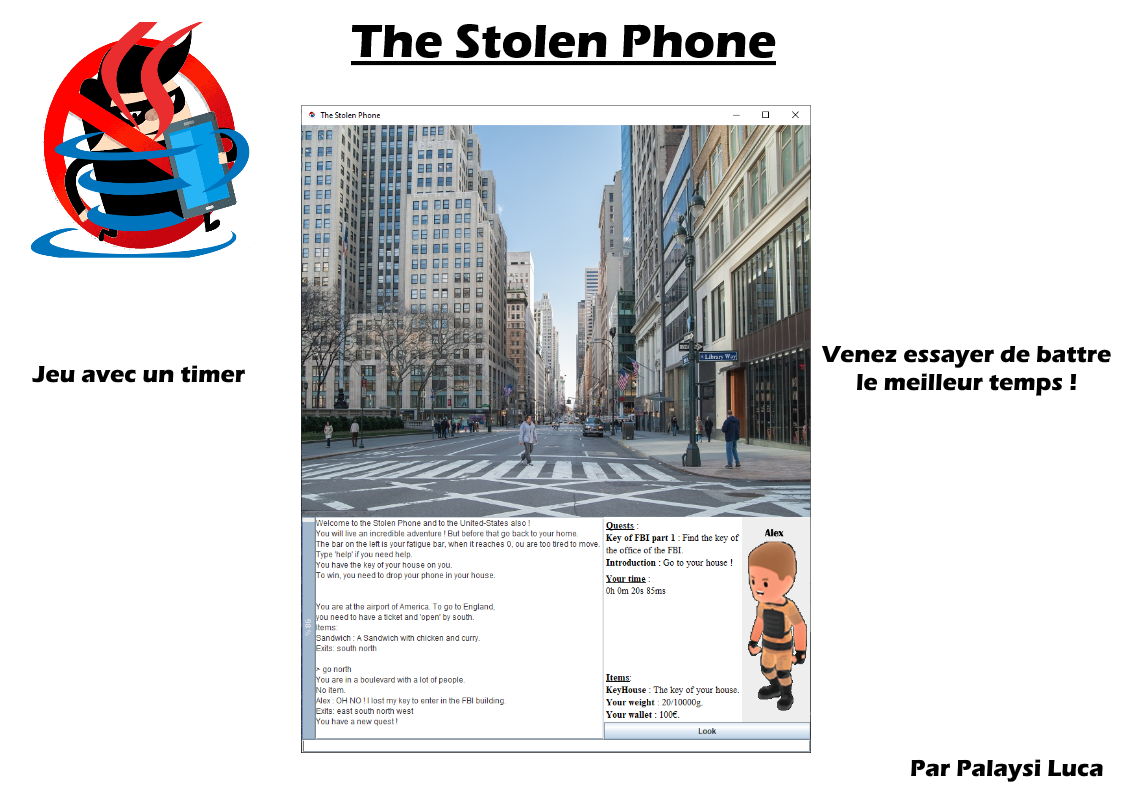 The Stolen Phone
The Stolen Phone
Library Way
Jeu avec un timer
Venez essayer de battre
le meilleur temps !
Welcome to the Stolen Phone and to the United-States also !
You will live an incredible adventure ! But before that go back to your home.
The bar on the left is your fatigue bar, when it reaches 0, ou are too tired to move.
Type 'help' if you need help.
You have the key of your house on you.
To win, you need to drop your phone in your house.
You are at the airport of America. To go to England,
you need to have a ticket and 'open' by south.
Items:
Sandwich : A Sandwich with chicken and curry.
Exits: south north
> go north
You are in a boulevard with a lot of people.
No item.
Alex : OH NO ! I lost my key to enter in the FBI building.
Exits: east south north west
You have a new quest !
Quests :
Key of FBI part 1 : Find the key of
the office of the FBI.
Introduction : Go to your house !
Your time :
0h 0m 20s 85ms
Items:
KeyHouse : The key of your house.
Your weight : 20/10000g.
Your wallet : 100€.
Look
Alex
Par Palaysi Luca